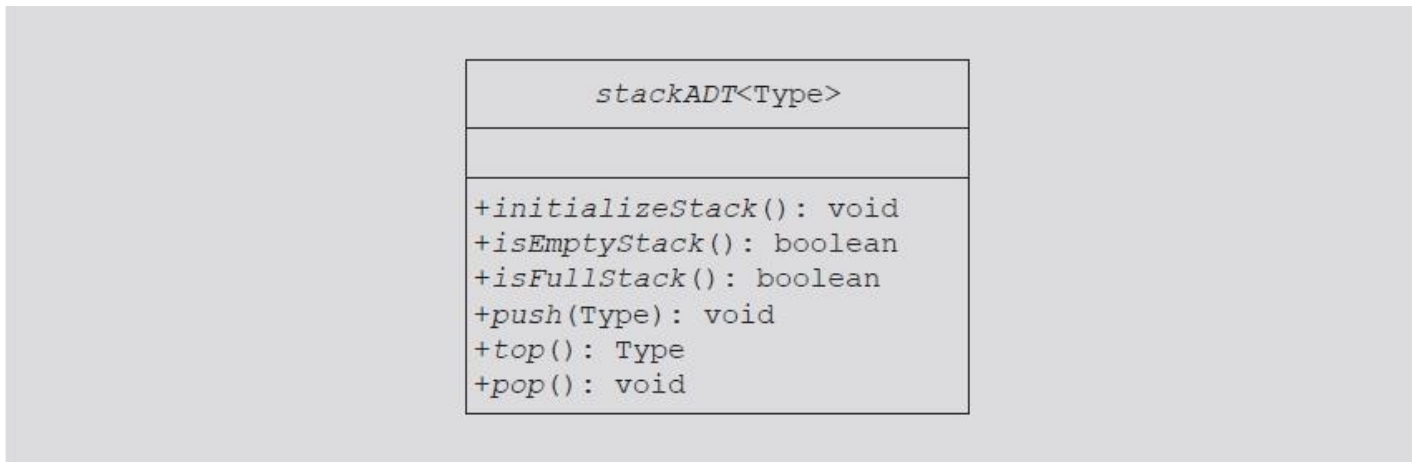 stackADT<Type>
+initializeStack(): void
+isEmptyStack(): boolean
+isFullStack(): boolean
+push(Type): void
+top(): Type
+pop(): void